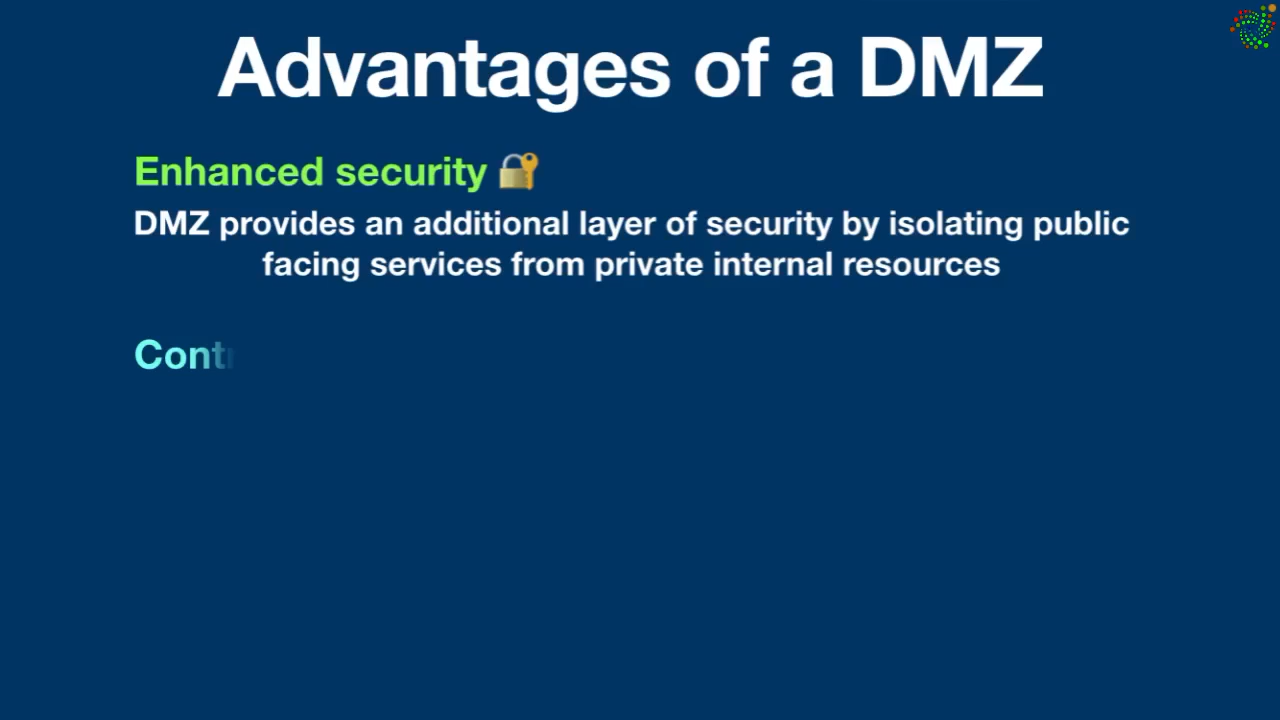 Advantages of a DMZ
Enhanced security 🔐
DMZ provides an additional layer of security by isolating public
facing services from private internal resources
Cont